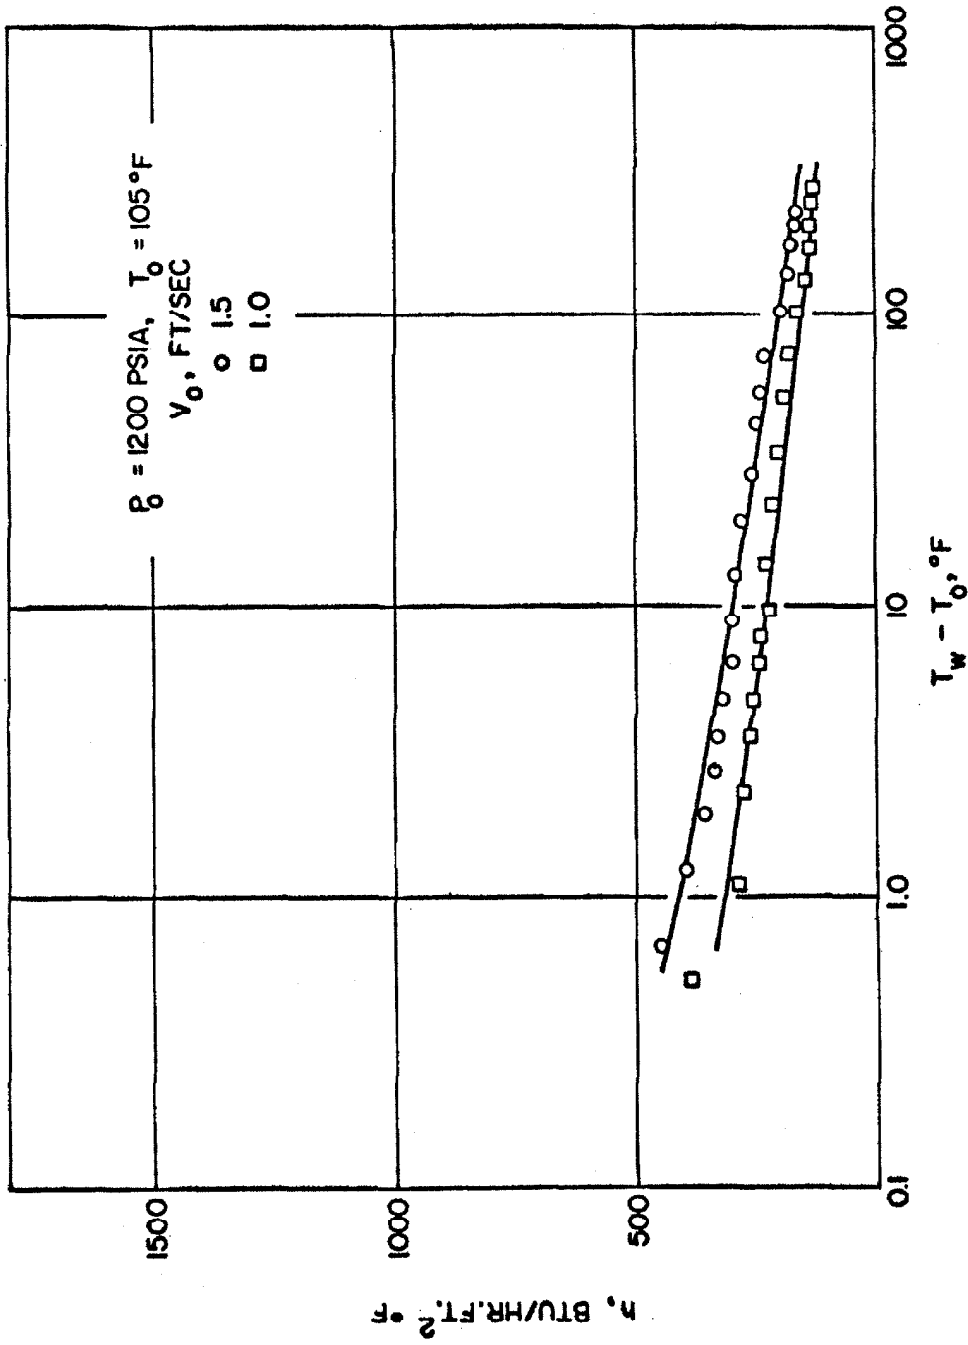 P₀ = 1200 PSIA, T₀ = 105 °F
V₀, FT/SEC
○ 1.5
□ 1.0
1500
1000
500
h, BTU/HR.FT.² °F
0.1
1.0
10
100
1000
T_w - T₀, °F